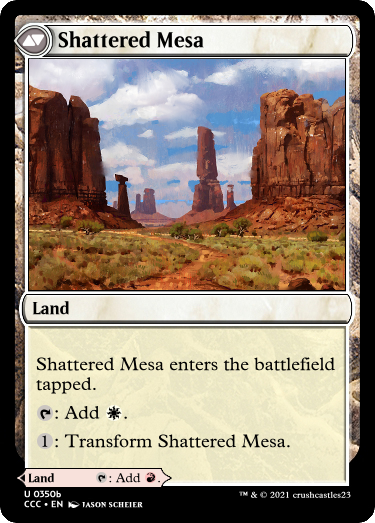 Shattered Mesa
Land
Shattered Mesa enters the battlefield
tapped.
: Add .
1: Transform Shattered Mesa.
Land : Add .
U 0350b
CCC • EN JASON SCHEIER
™ & © 2021 crushcastles23